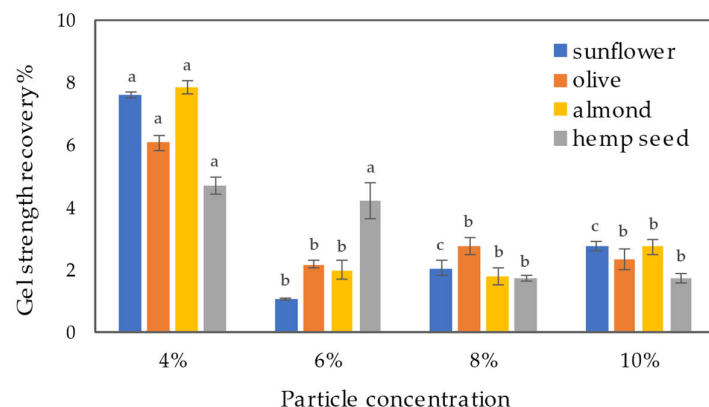 10
sunflower
olive
almond
hemp seed
8
6
4
2
0
Gel strength recovery%
a
a
a
a
b
b
b
a
c
b
b
b
c
b
b
b
4%
6%
8%
10%
Particle concentration